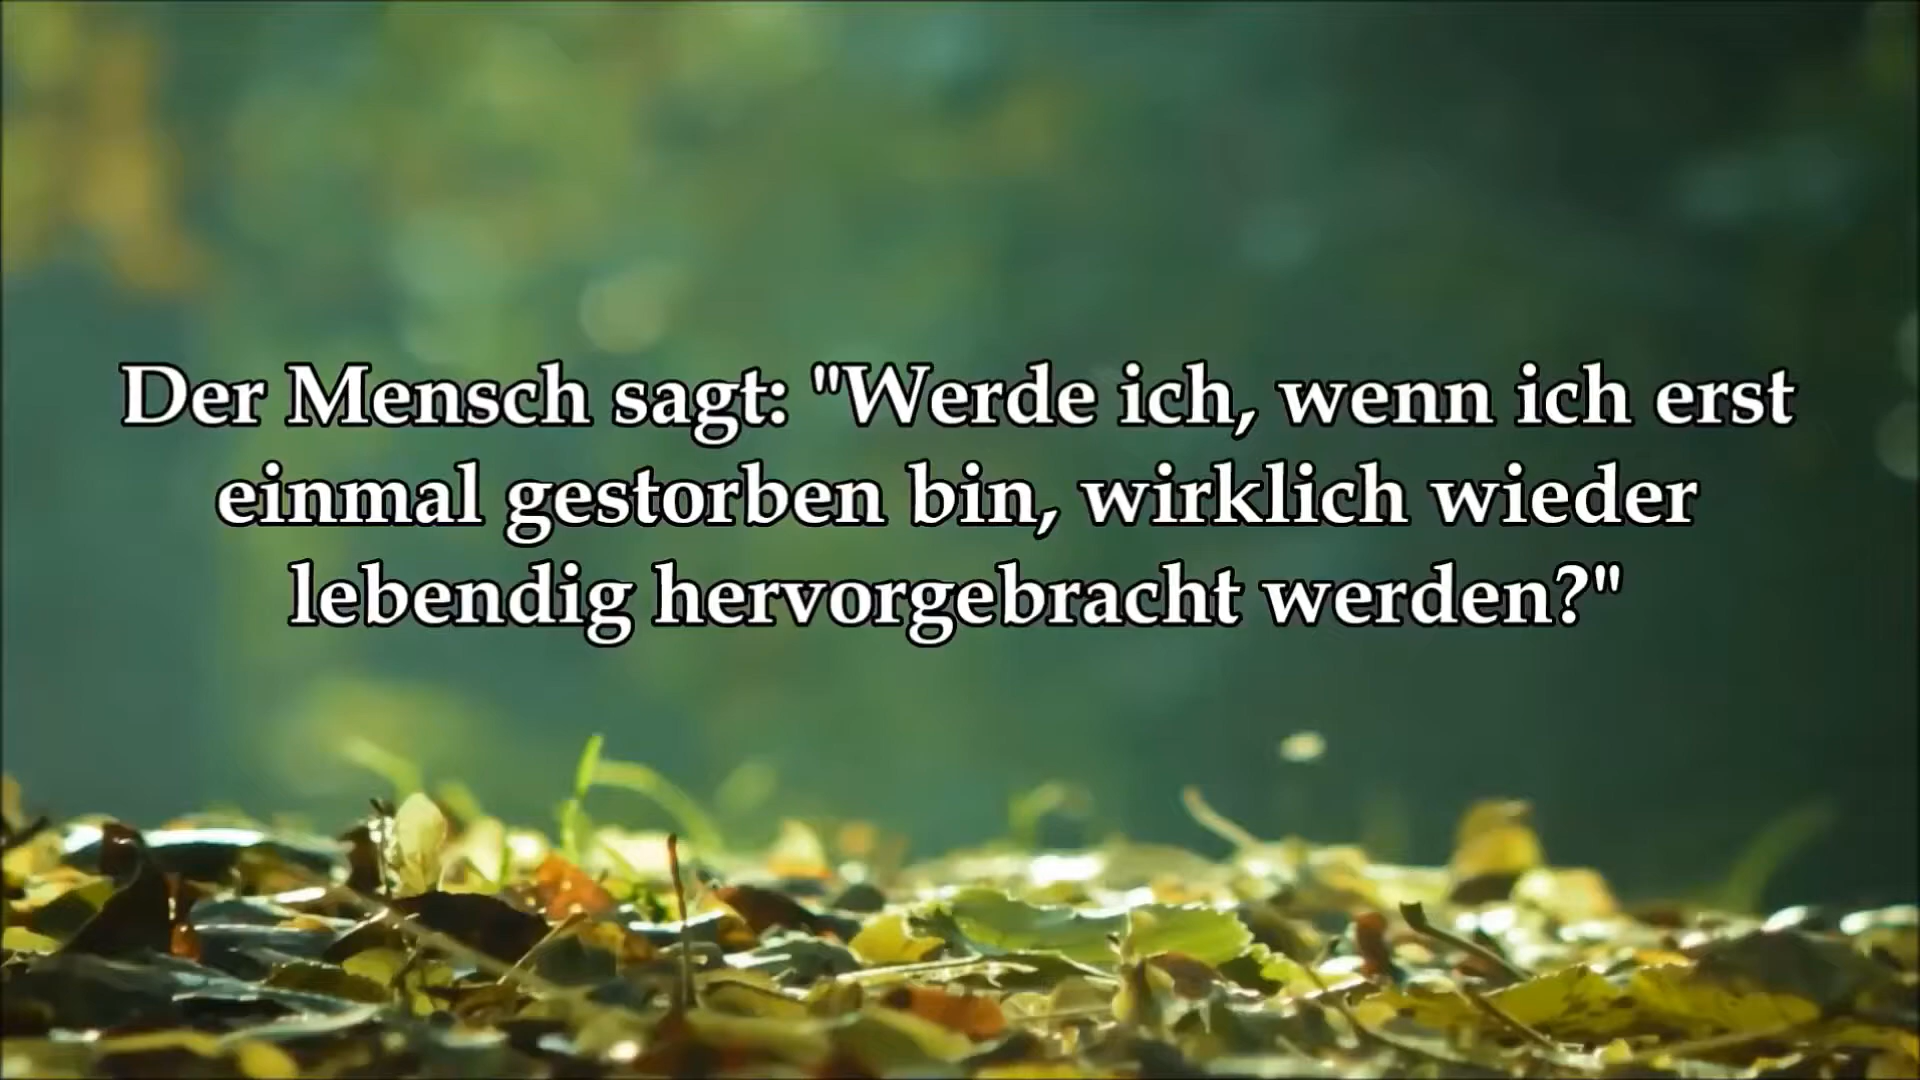 Der Mensch sagt: "Werde ich, wenn ich erst
einmal gestorben bin, wirklich wieder
lebendig hervorgebracht werden?"